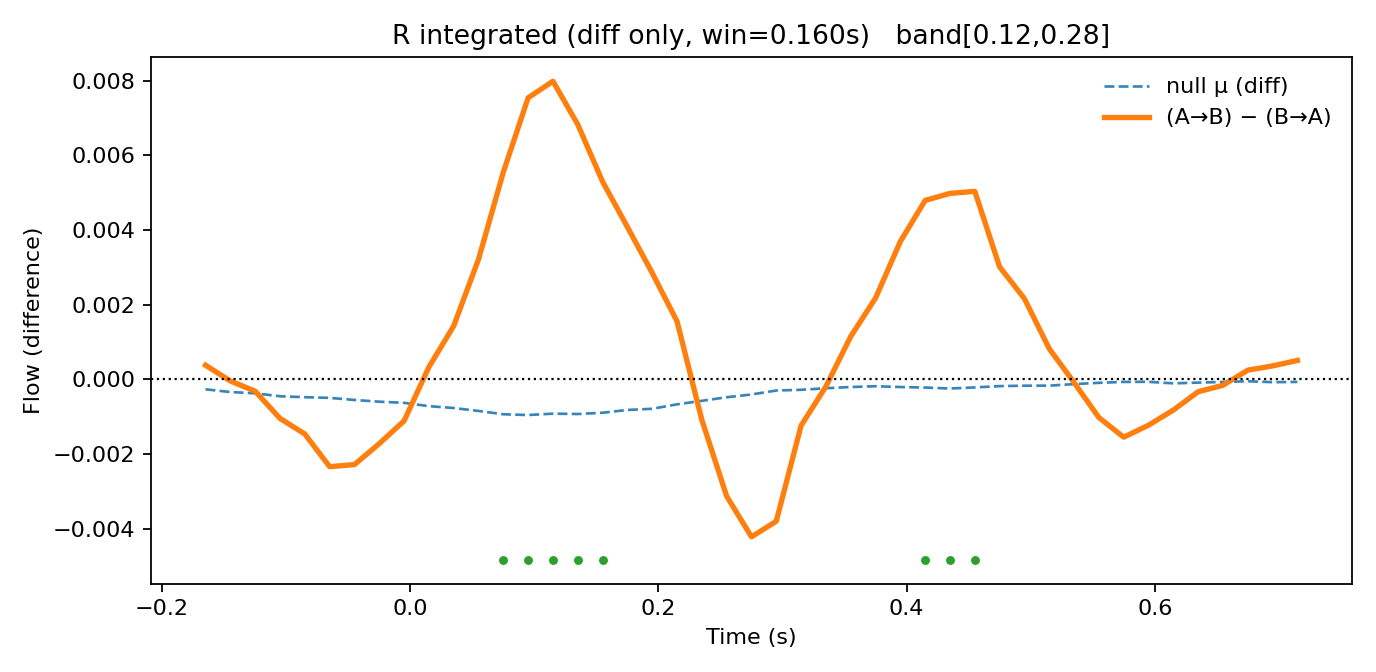 R integrated (diff only, win=0.160s)   band[0.12,0.28]
null μ (diff)
(A→B) − (B→A)
Flow (difference)
0.008
0.006
0.004
0.002
0.000
−0.002
−0.004
−0.2
0.0
0.2
0.4
0.6
Time (s)